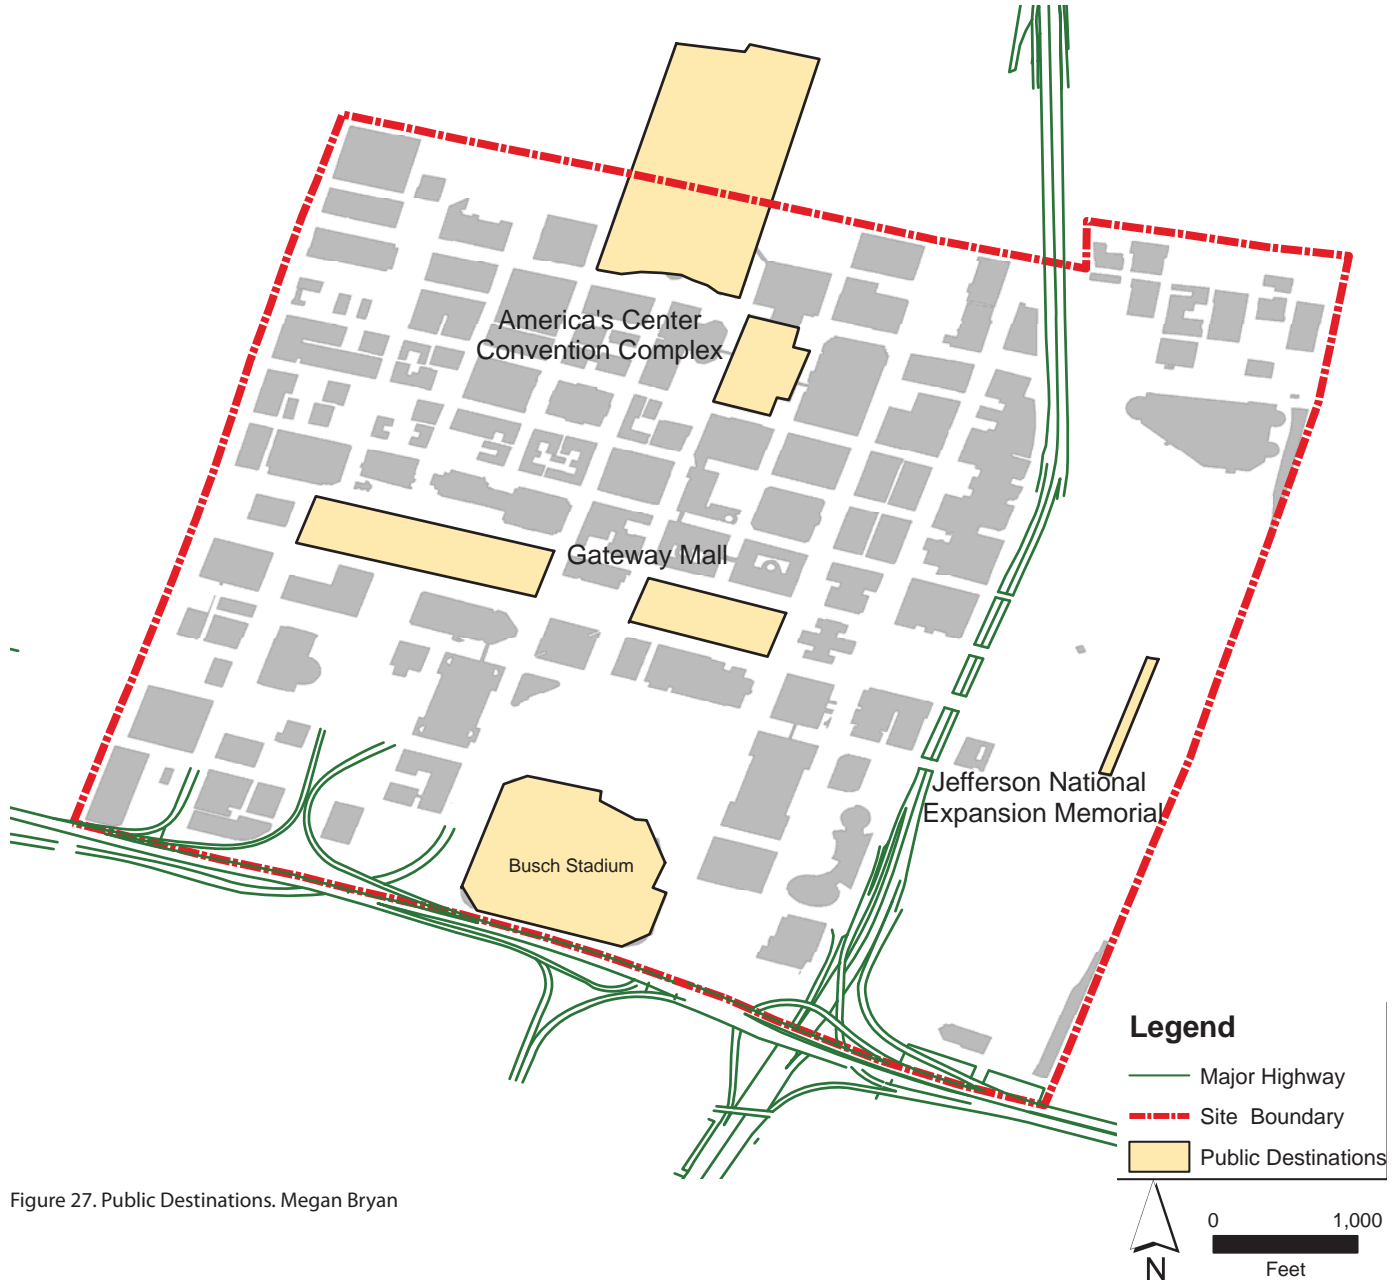 America's Center
Convention Complex
Gateway Mall
Jefferson National
Expansion Memorial
Busch Stadium
Legend
Major Highway
Site Boundary
Public Destinations
Figure 27. Public Destinations. Megan Bryan
0 1,000
Feet
N